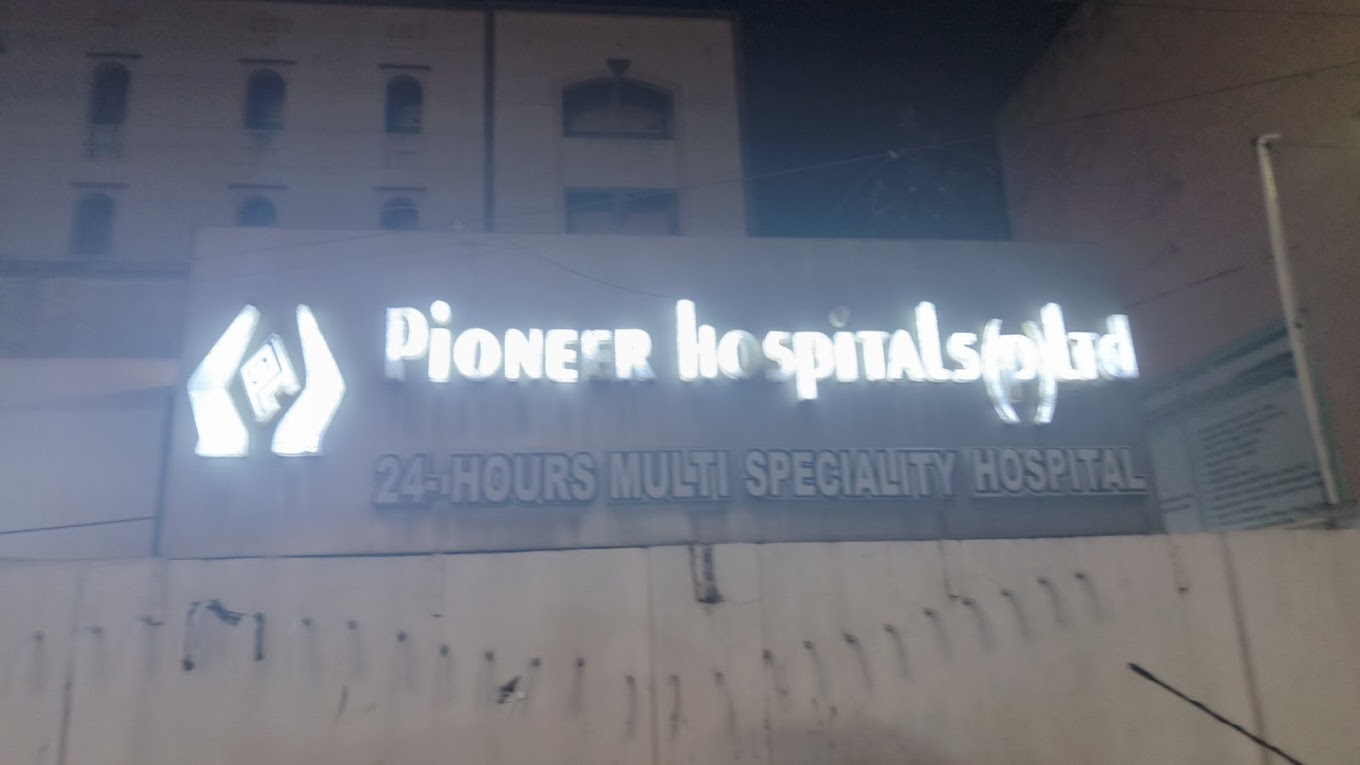 Pioneer Hospitals (P) Ltd
24-HOURS MULTI SPECIALITY HOSPITAL